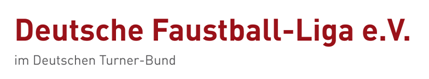 Deutsche Faustball-Liga e.V.
im Deutschen Turner-Bund